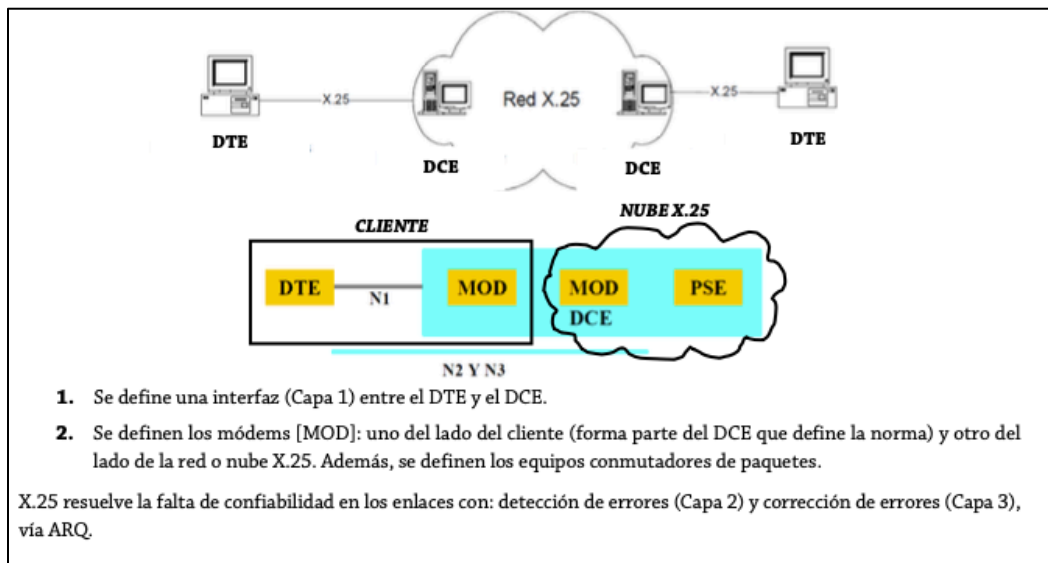 X.25
Red X.25
X.25
DTE
DCE
DCE
DTE
NUBE X.25
CLIENTE
DTE
N1
MOD
MOD
PSE
DCE
N2 Y N3
1. Se define una interfaz (Capa 1) entre el DTE y el DCE.
2. Se definen los módems [MOD]: uno del lado del cliente (forma parte del DCE que define la norma) y otro del
lado de la red o nube X.25. Además, se definen los equipos conmutadores de paquetes.
X.25 resuelve la falta de confiabilidad en los enlaces con: detección de errores (Capa 2) y corrección de errores (Capa 3),
vía ARQ.